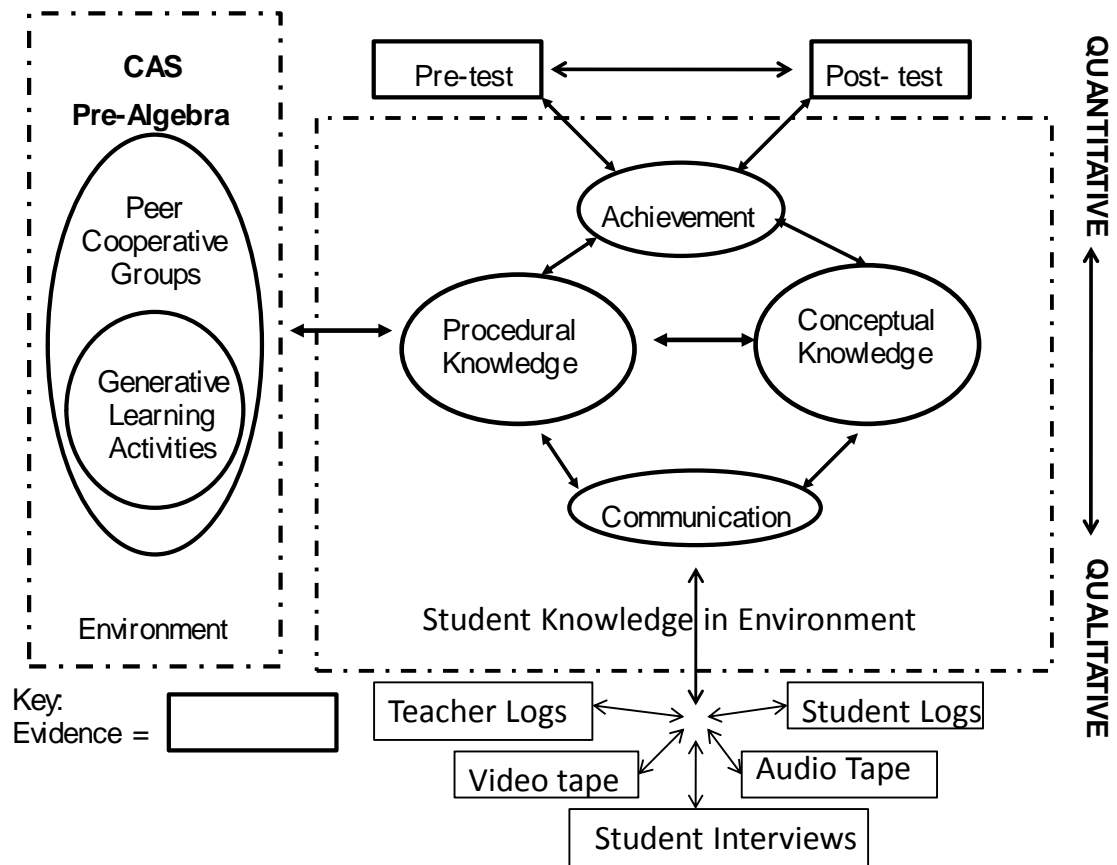 CAS
Pre-Algebra
Peer
Cooperative
Groups
Generative
Learning
Activities
Environment
Pre-test
Post- test
Achievement
Procedural
Knowledge
Conceptual
Knowledge
Communication
Student Knowledge in Environment
QUANTITATIVE
QUALITATIVE
Key:
Evidence =
Teacher Logs
Student Logs
Video tape
Audio Tape
Student Interviews